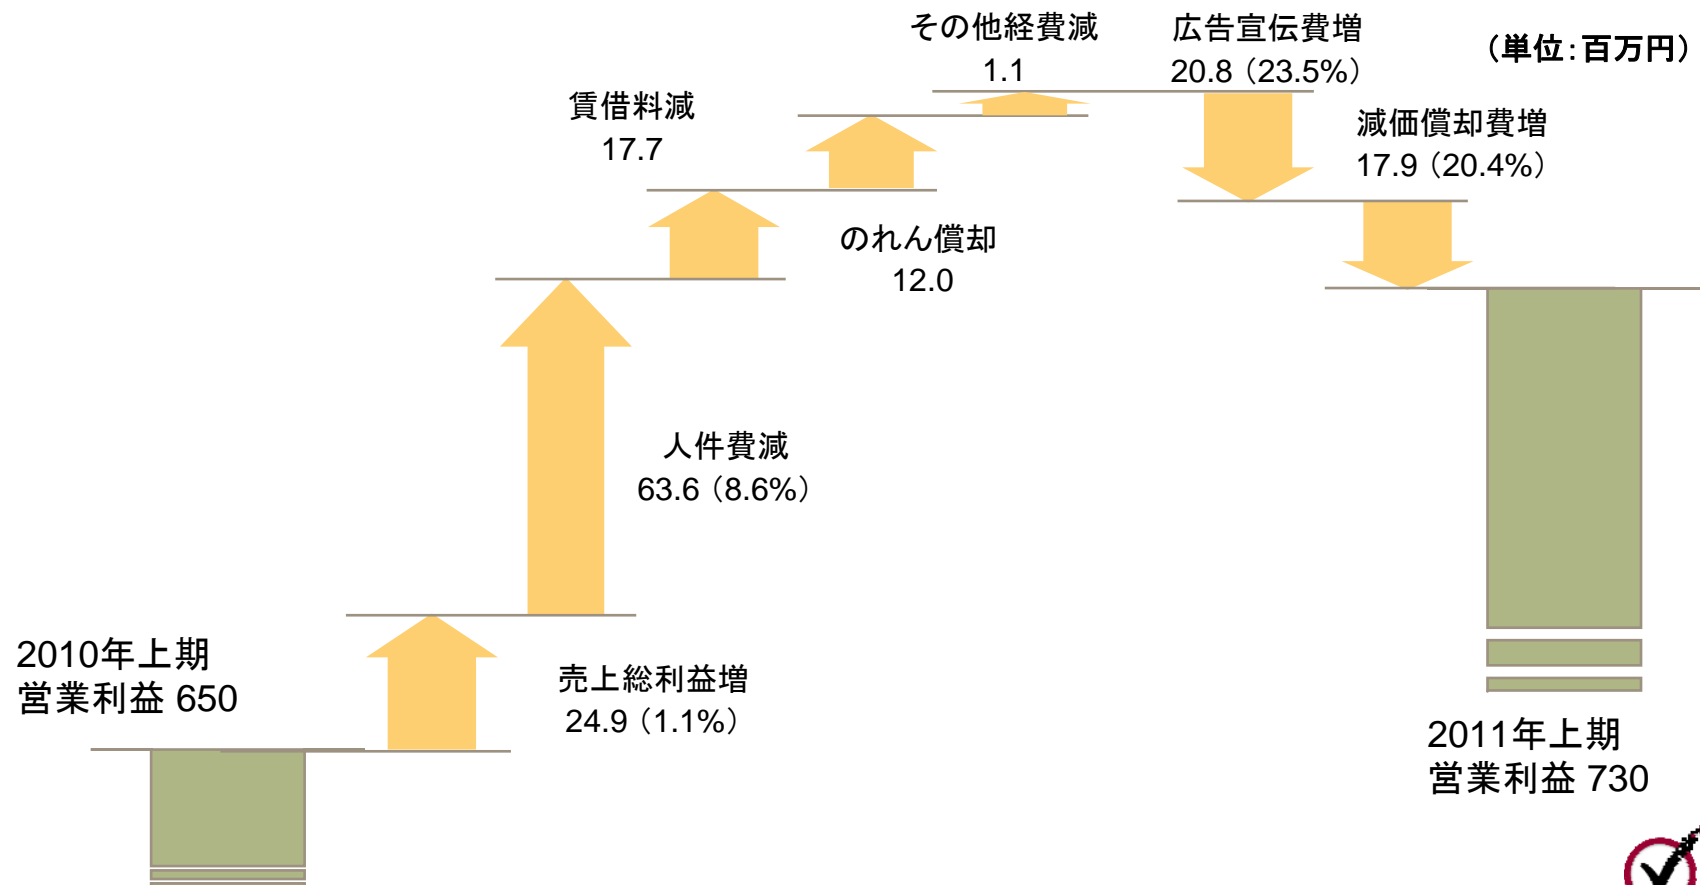 その他経費減
1.1
広告宣伝費増
20.8（23.5%）
（単位：百万円）
賃借料減
17.7
減価償却費増
17.9（20.4%）
のれん償却
12.0
人件費減
63.6（8.6%）
2010年上期
営業利益 650
売上総利益増
24.9（1.1%）
2011年上期
営業利益 730